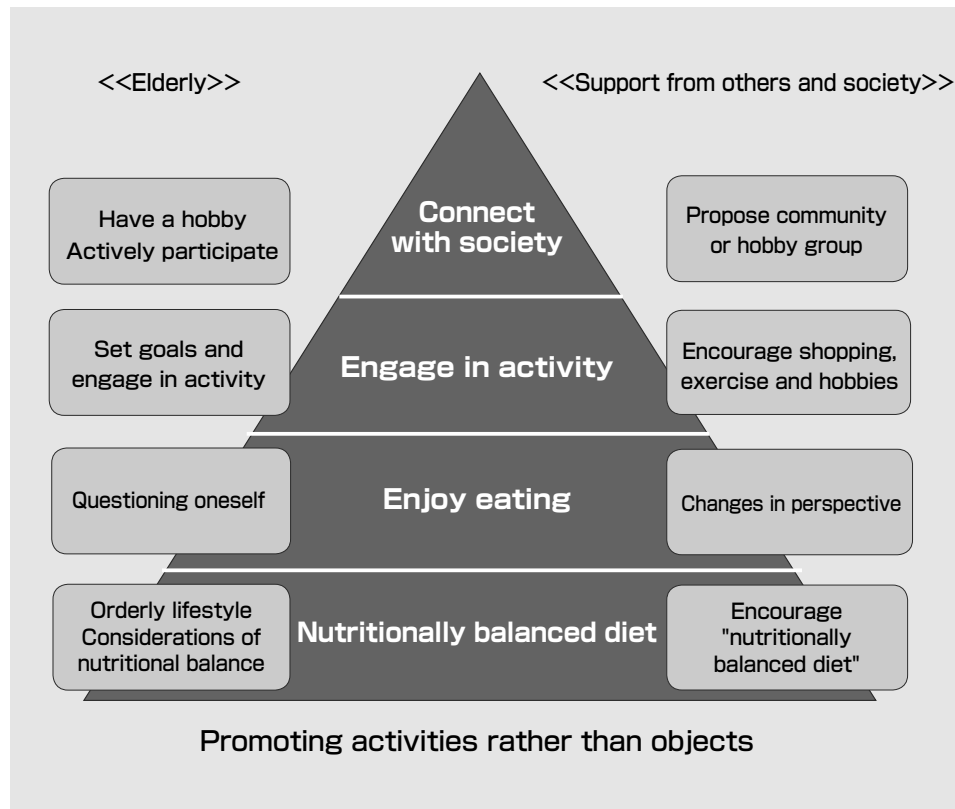 <<Elderly>>
<<Support from others and society>>
Have a hobby
Actively participate
Connect
with society
Propose community
or hobby group
Set goals and
engage in activity
Engage in activity
Encourage shopping,
exercise and hobbies
Questioning oneself
Enjoy eating
Changes in perspective
Orderly lifestyle
Considerations of
nutritional balance
Nutritionally balanced diet
Encourage
"nutritionally
balanced diet"
Promoting activities rather than objects